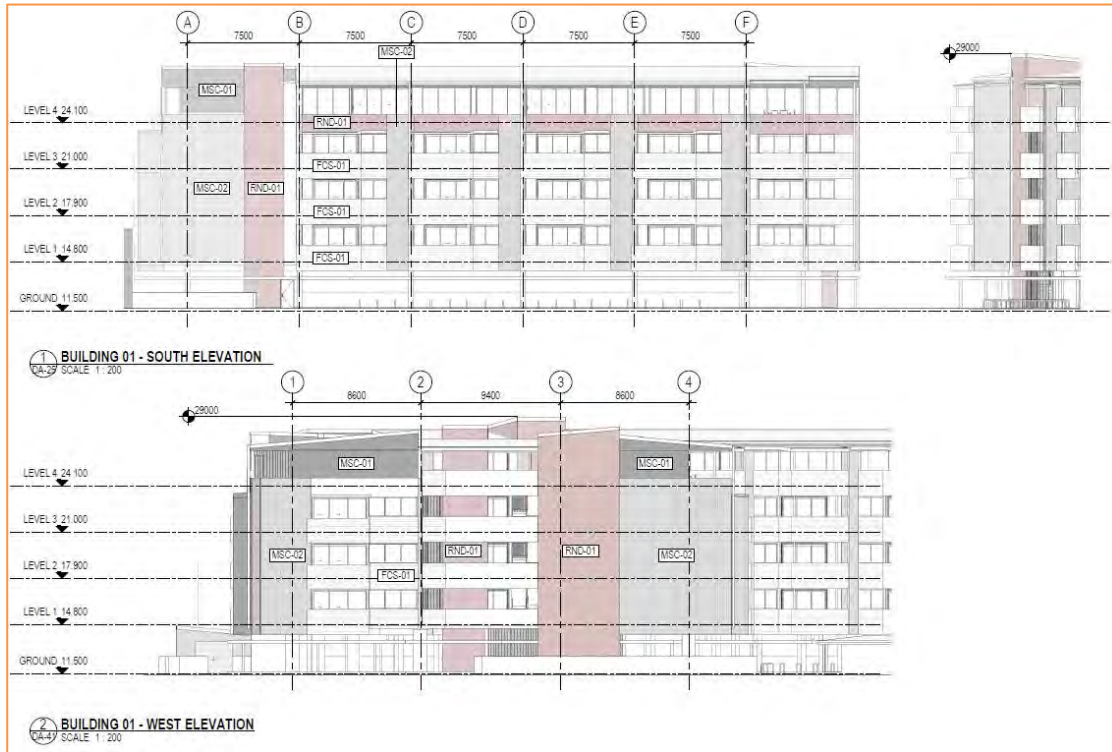 A B C D E F
7500 7500 7500 7500 7500
MSC-02
29000
MSC-01
LEVEL 4 24 100
RND-01
LEVEL 3 21 000
FCS-01
MSC-02 RND-01
LEVEL 2 17 900
FCS-01
LEVEL 1 14 800
FCS-01
GROUND 11 500
1 BUILDING 01 - SOUTH ELEVATION
DA-25 SCALE 1 : 200
1 2 3 4
8600 9400 8600
29000
MSC-01 MSC-01
LEVEL 4 24 100
LEVEL 3 21 000
MSC-02 RND-01 RND-01 MSC-02
LEVEL 2 17 900
FCS-01
LEVEL 1 14 800
GROUND 11 500
2 BUILDING 01 - WEST ELEVATION
DA-41 SCALE 1 : 200